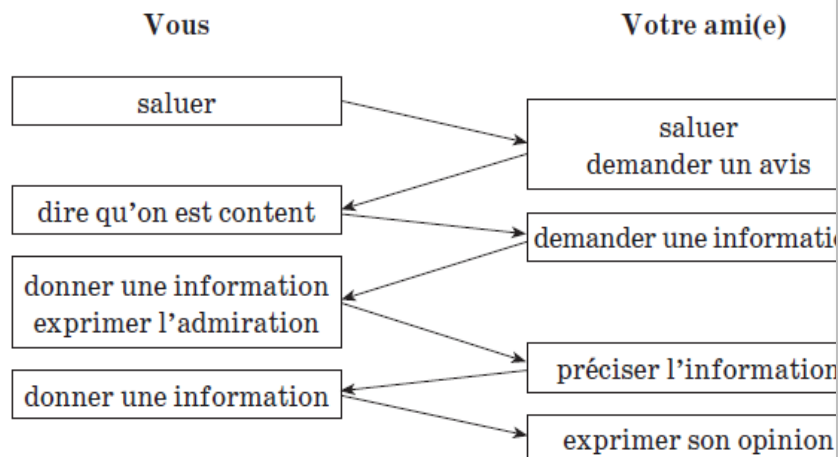 Vous
Votre ami(e)
saluer
saluer
demander un avis
dire qu'on est content
demander une informatio
donner une information
exprimer l'admiration
préciser l'information
donner une information
exprimer son opinion